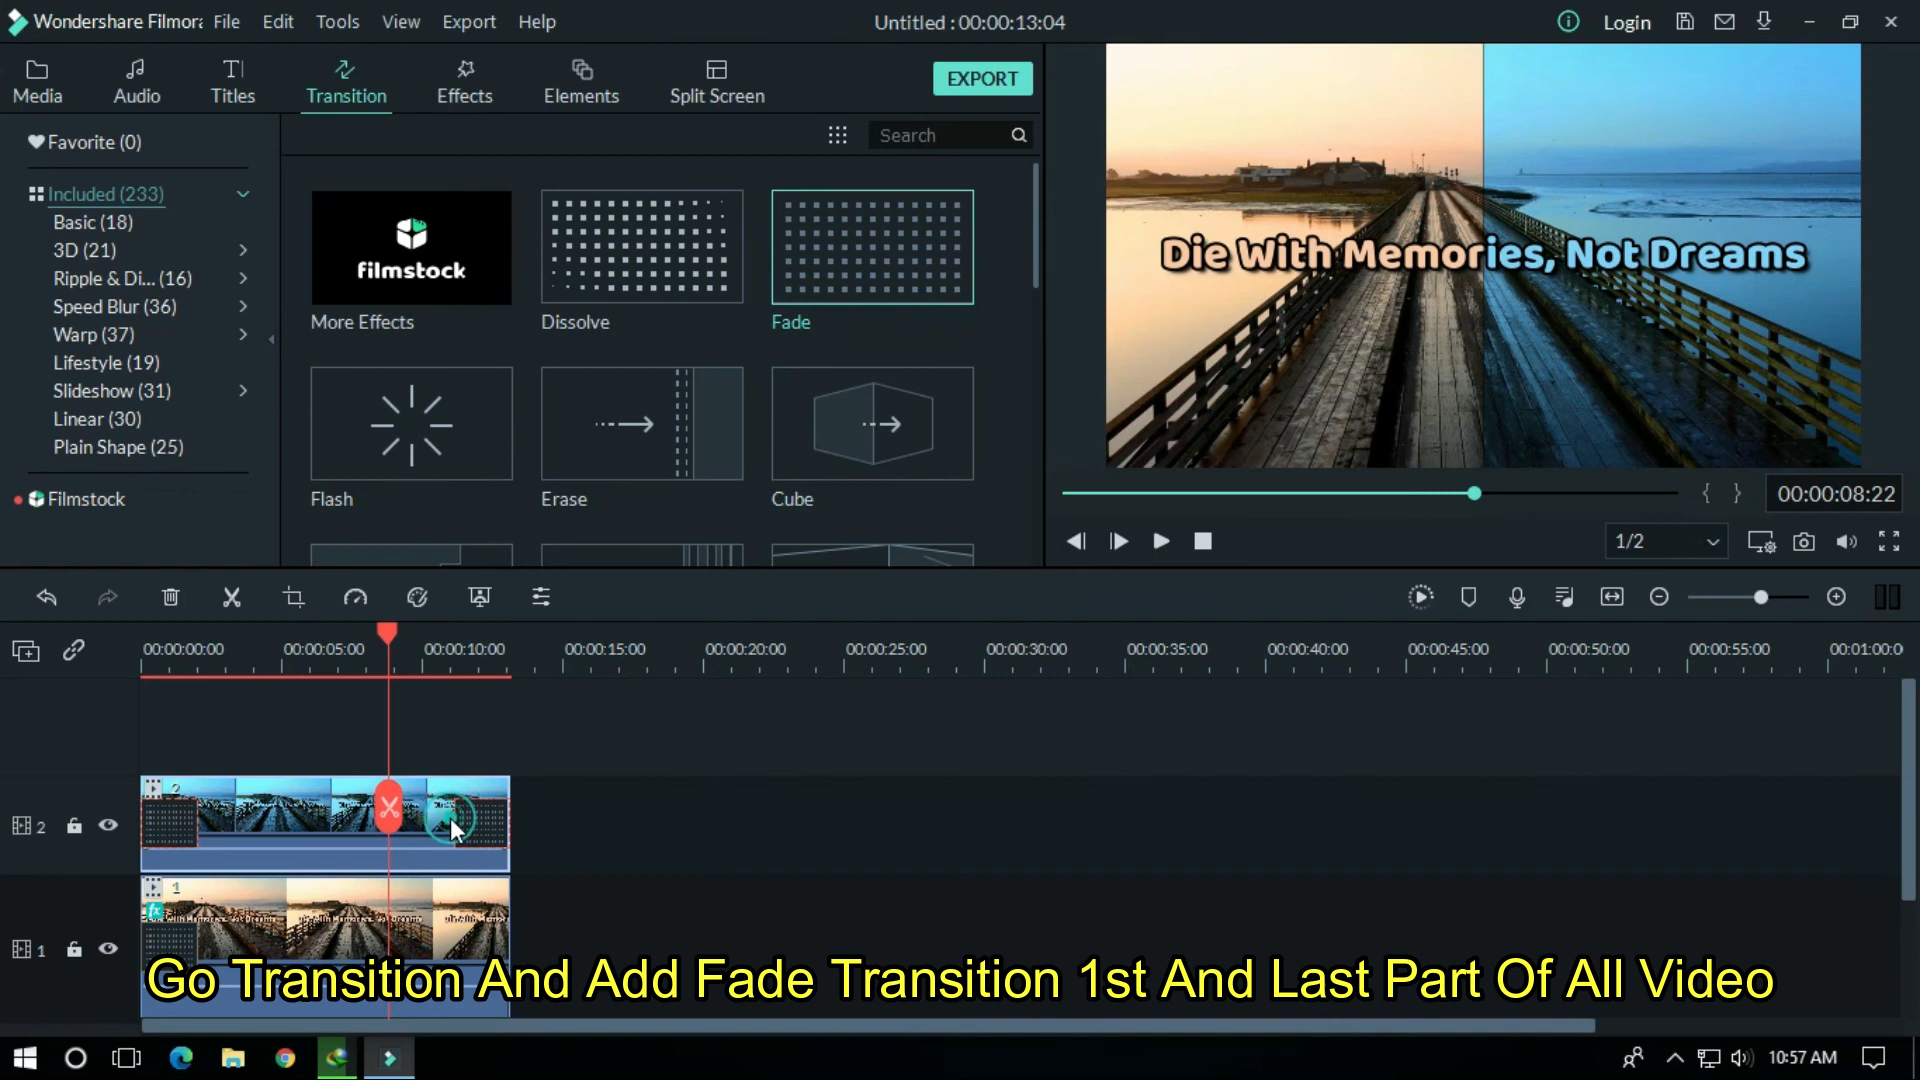 Wondershare Filmora File Edit Tools View Export Help
Untitled : 00:00:13:04
Login
Media Audio Titles Transition Effects Elements Split Screen
EXPORT
Favorite (0)
Search
Included (233)
Basic (18)
3D (21)
Ripple & Di... (16)
Speed Blur (36)
Warp (37)
Lifestyle (19)
Slideshow (31)
Linear (30)
Plain Shape (25)
Filmstock
filmstock
More Effects Dissolve Fade
Flash Erase Cube
Die With Memories, Not Dreams
{ } 00:00:08:22
1/2
00:00:00:00 00:00:05:00 00:00:10:00 00:00:15:00 00:00:20:00 00:00:25:00 00:00:30:00 00:00:35:00 00:00:40:00 00:00:45:00 00:00:50:00 00:00:55:00 00:01:00:0
2
2
1
fx
1
Go Transition And Add Fade Transition 1st And Last Part Of All Video
10:57 AM